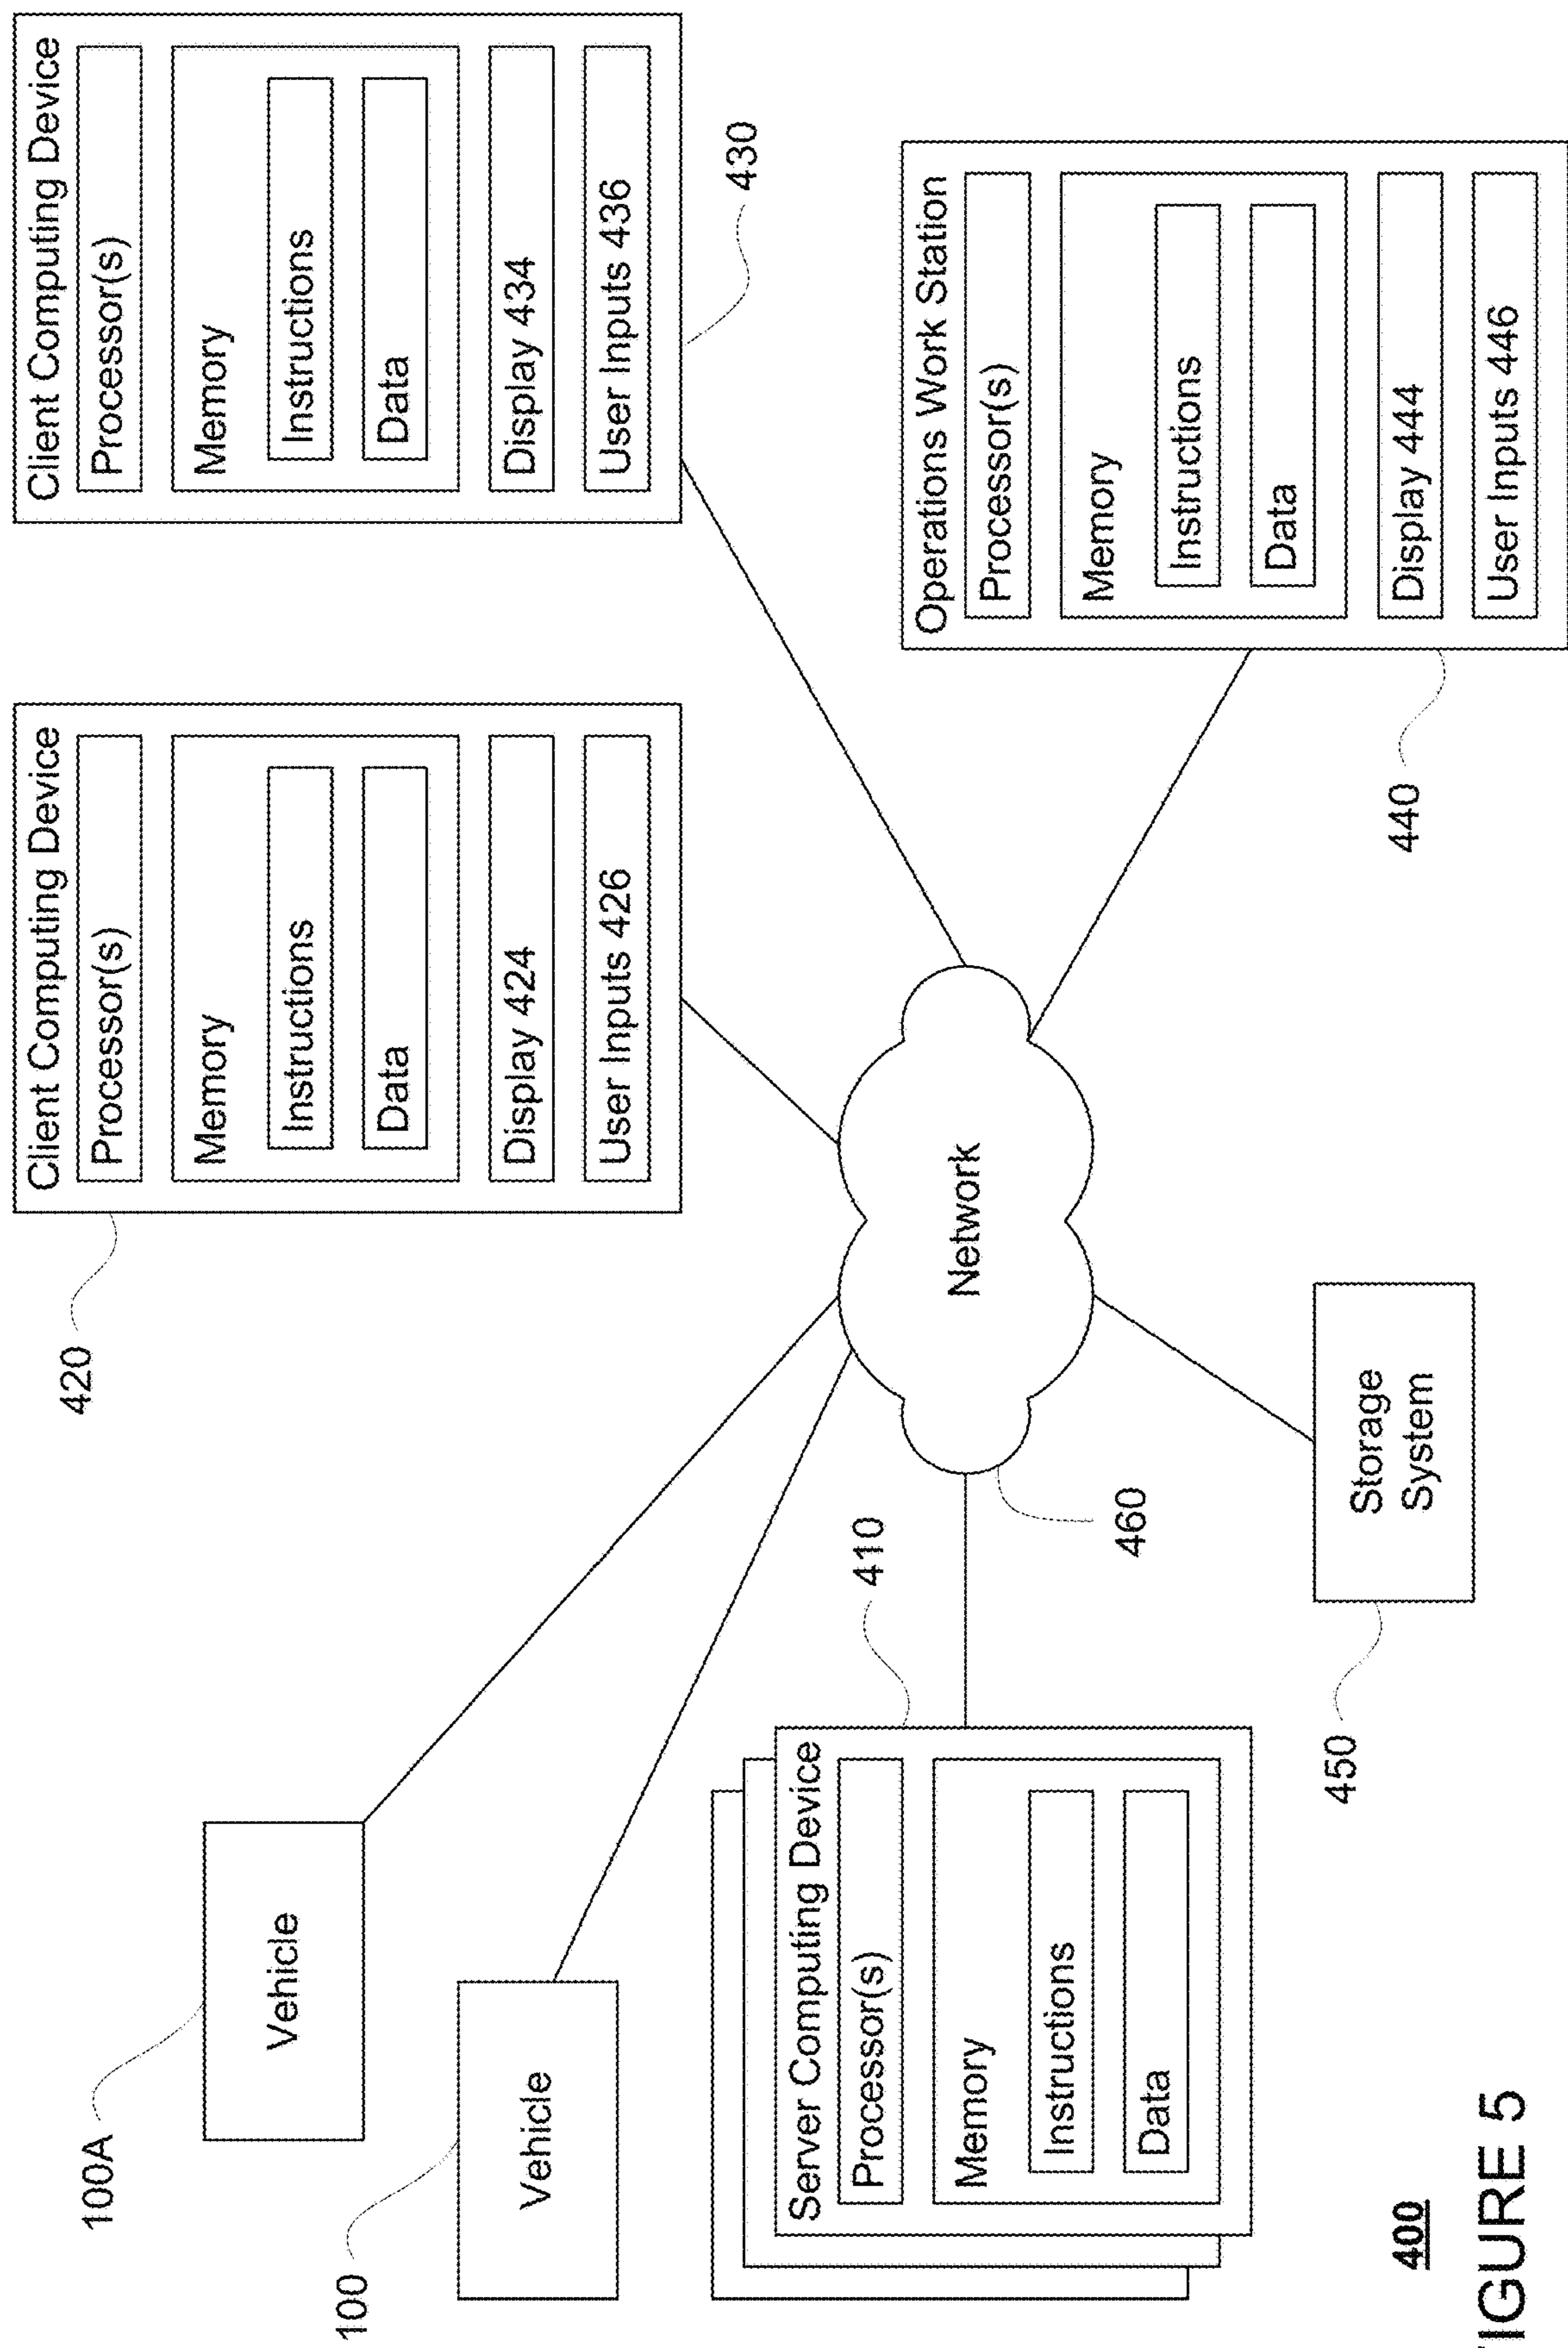 100A
Vehicle
100
Vehicle
420
Client Computing Device
Processor(s)
Memory
Instructions
Data
Display 424
User Inputs 426
Client Computing Device
Processor(s)
Memory
Instructions
Data
Display 434
User Inputs 436
430
Server Computing Device
Processor(s)
Memory
Instructions
Data
410
Network
460
Operations Work Station
Processor(s)
Memory
Instructions
Data
Display 444
User Inputs 446
440
Storage
System
450
400
IGURE 5